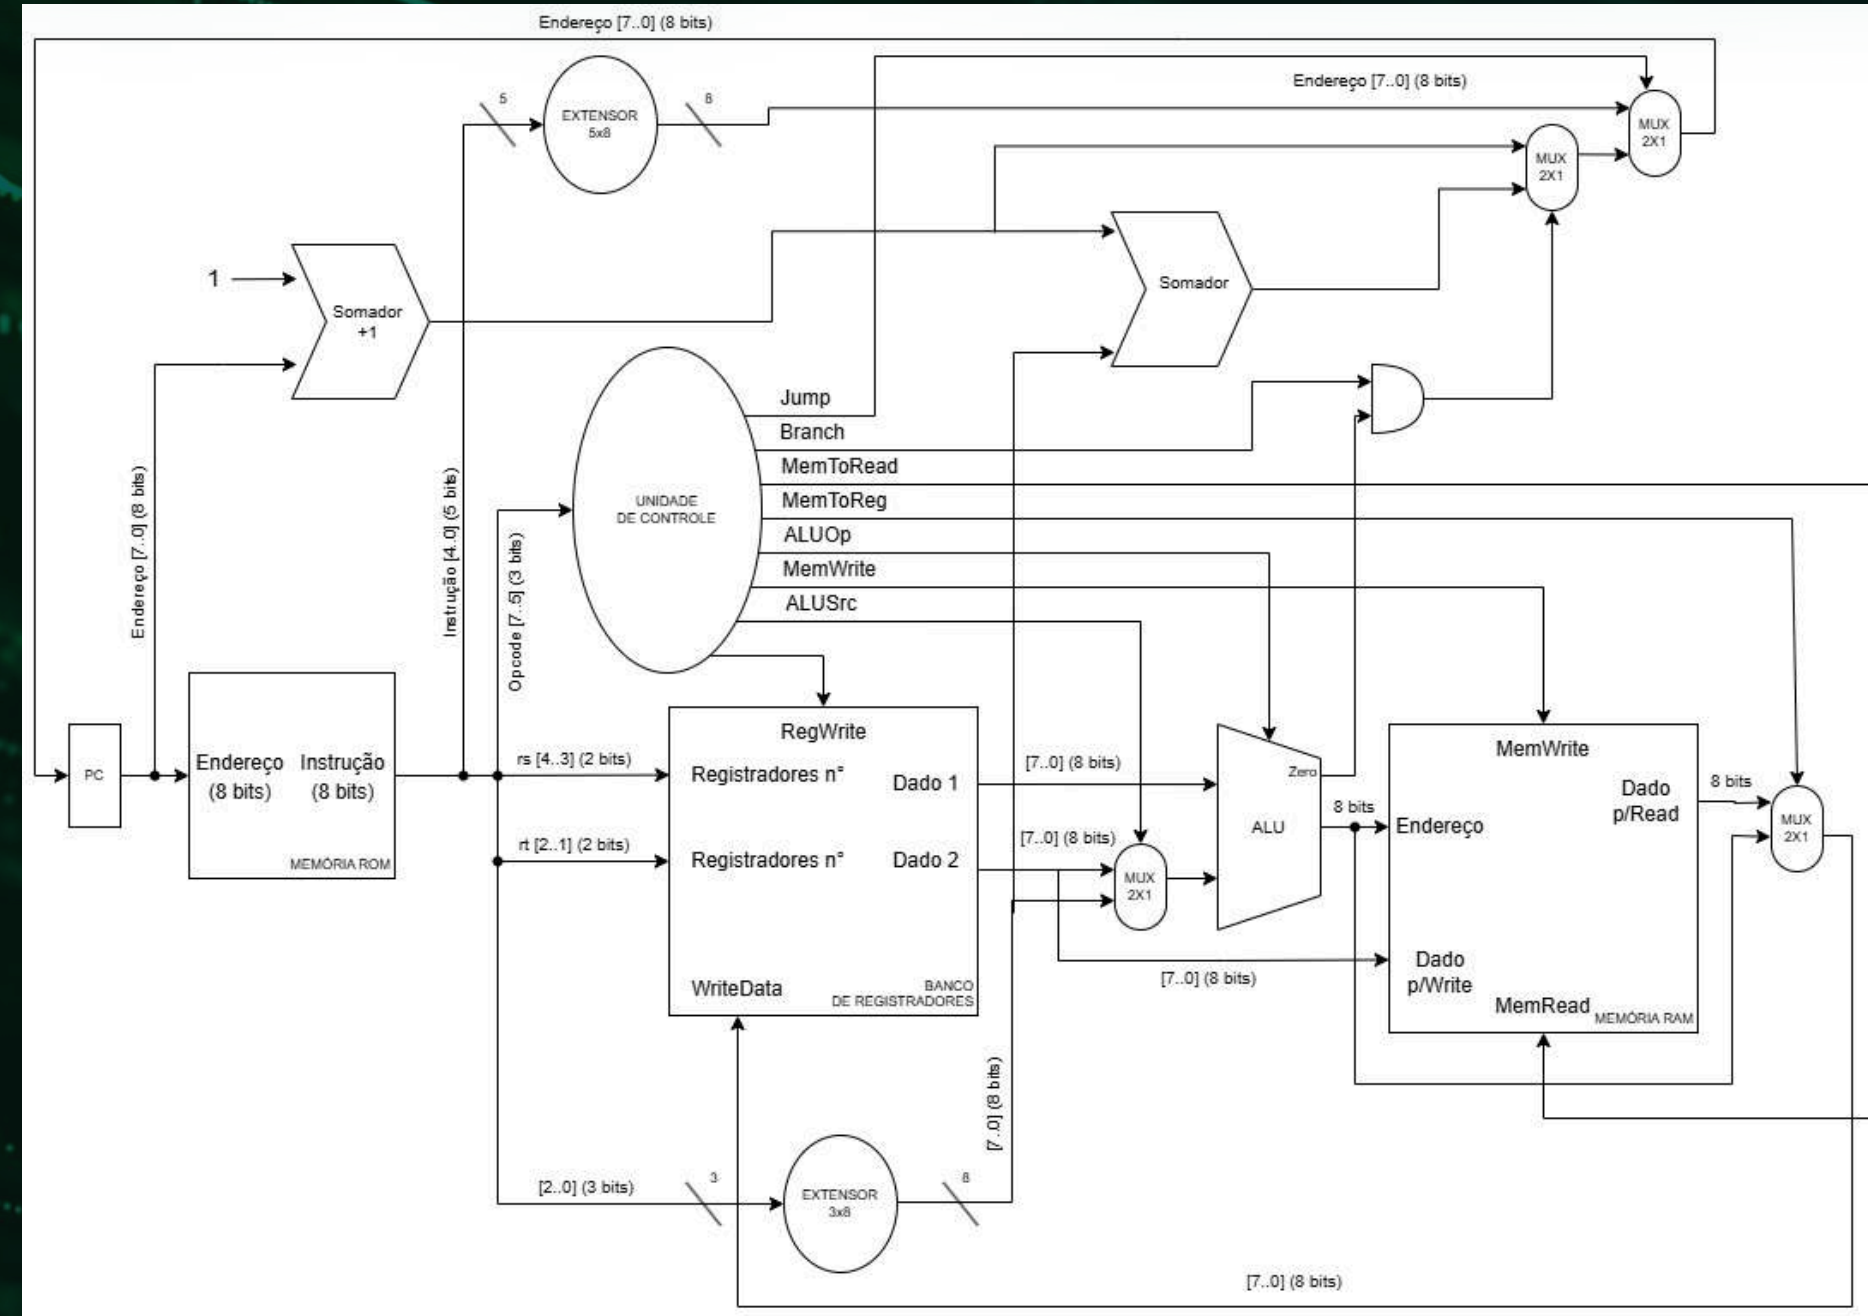 Endereço [7..0] (8 bits)
5
EXTENSOR
5x8
8
Endereço [7..0] (8 bits)
MUX
2X1
MUX
2X1
1
Somador
+1
Somador
Endereço [7..0] (8 bits)
Instrução [4..0] (5 bits)
Opcode [7..5] (3 bits)
UNIDADE
DE CONTROLE
Jump
Branch
MemToRead
MemToReg
ALUOp
MemWrite
ALUSrc
PC
Endereço
(8 bits)
Instrução
(8 bits)
MEMÓRIA ROM
rs [4..3] (2 bits)
rt [2..1] (2 bits)
RegWrite
Registradores n°
Dado 1
Registradores n°
Dado 2
WriteData
BANCO
DE REGISTRADORES
[7..0] (8 bits)
[7..0] (8 bits)
MUX
2X1
Zero
ALU
8 bits
[7..0] (8 bits)
MemWrite
Dado
p/Read
Endereço
Dado
p/Write
MemRead
MEMÓRIA RAM
8 bits
MUX
2X1
[7..0] (8 bits)
[2..0] (3 bits)
3
EXTENSOR
3x8
8
[7..0] (8 bits)